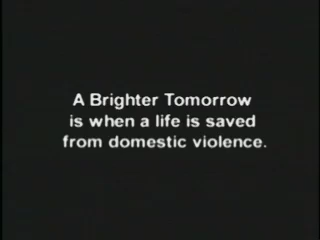 A Brighter Tomorrow
is when a life is saved
from domestic violence.